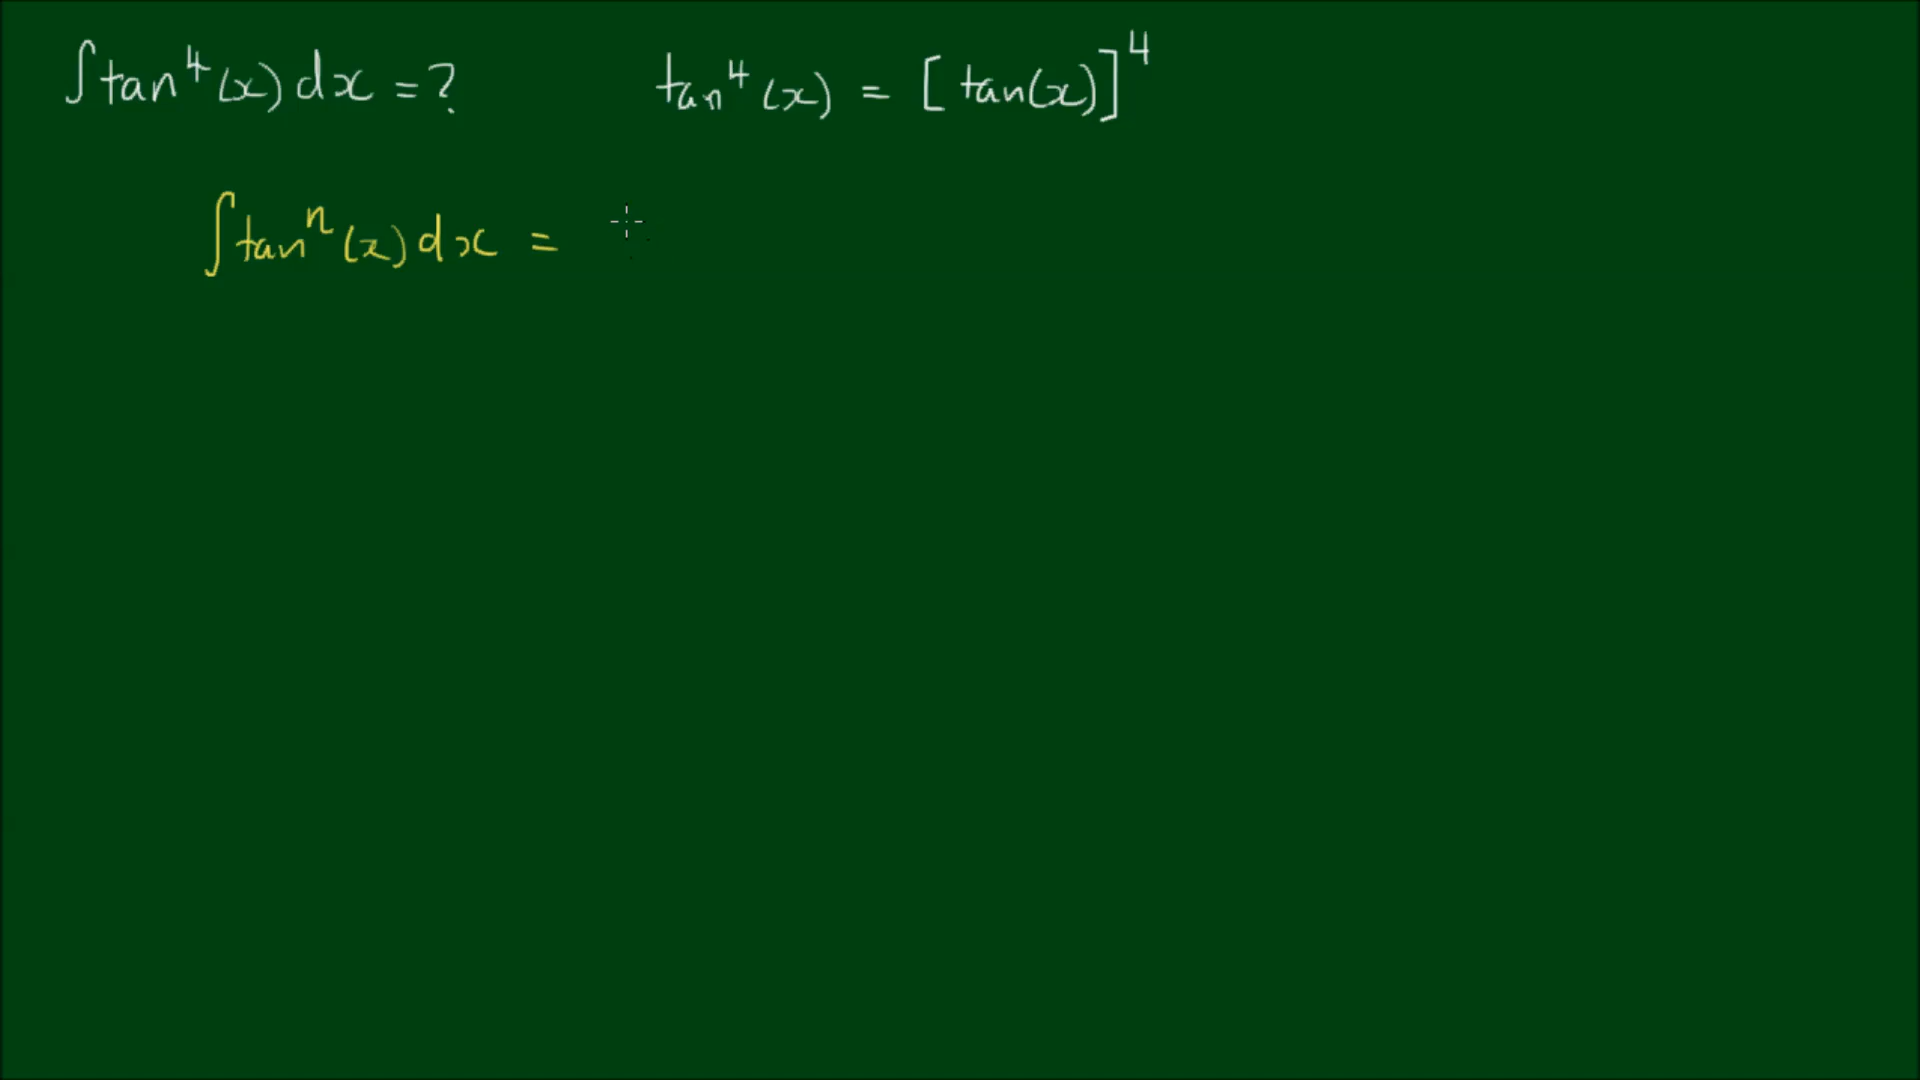 ∫tan⁴(x)dx = ? tan⁴(x) = [tan(x)]⁴
∫tanⁿ(x)dx =